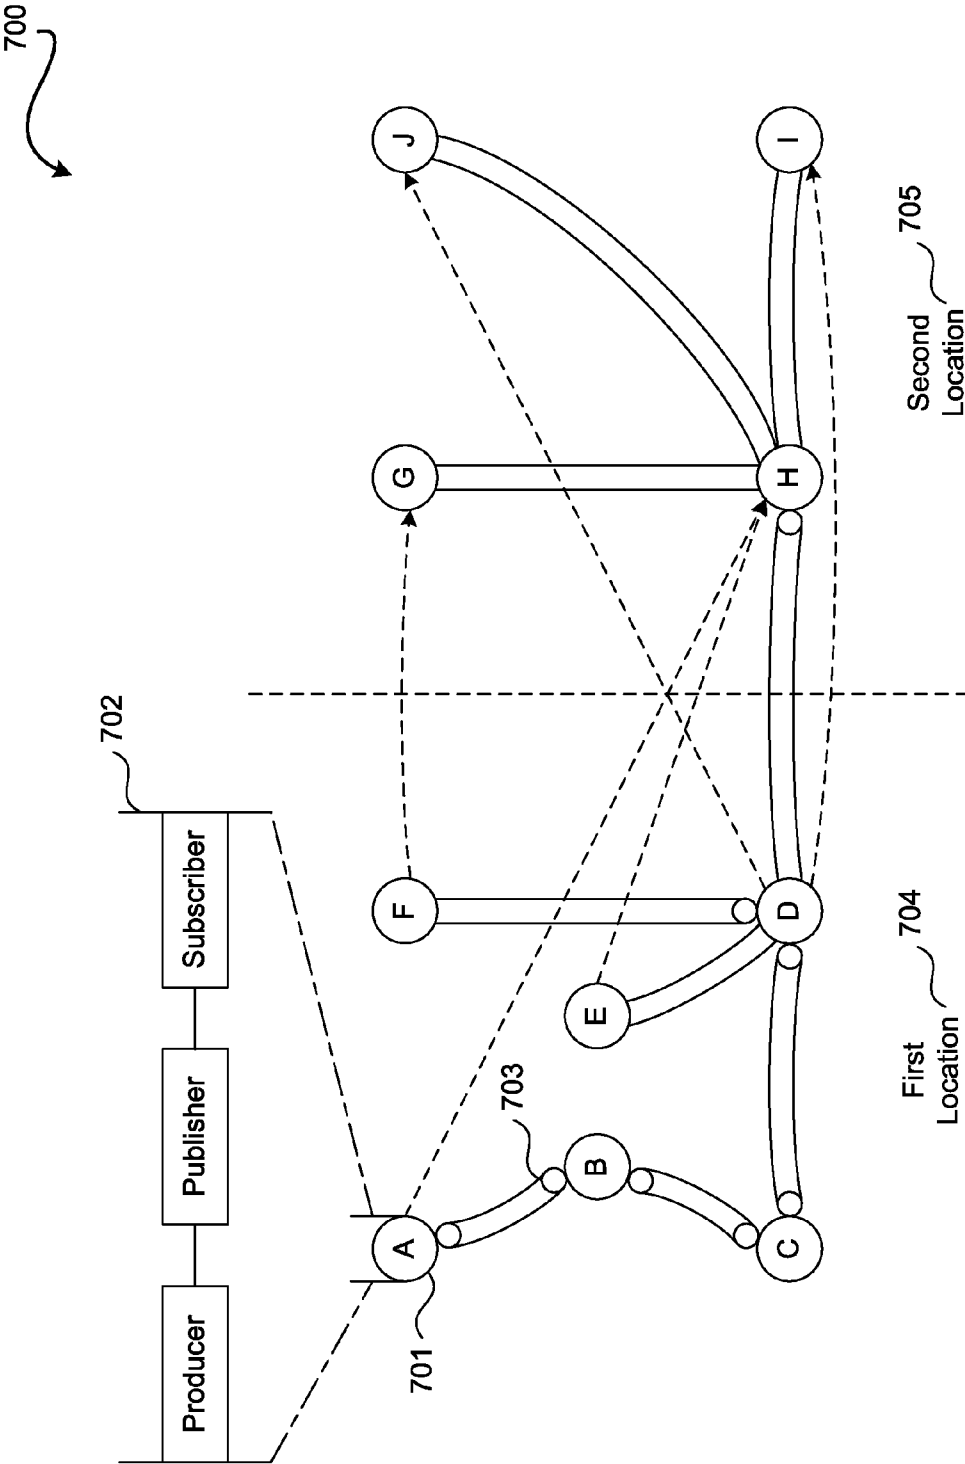 700
702
Producer
Publisher
Subscriber
A
F
G
J
701
703
B
E
C
D
H
I
First
Location
704
Second
Location
705